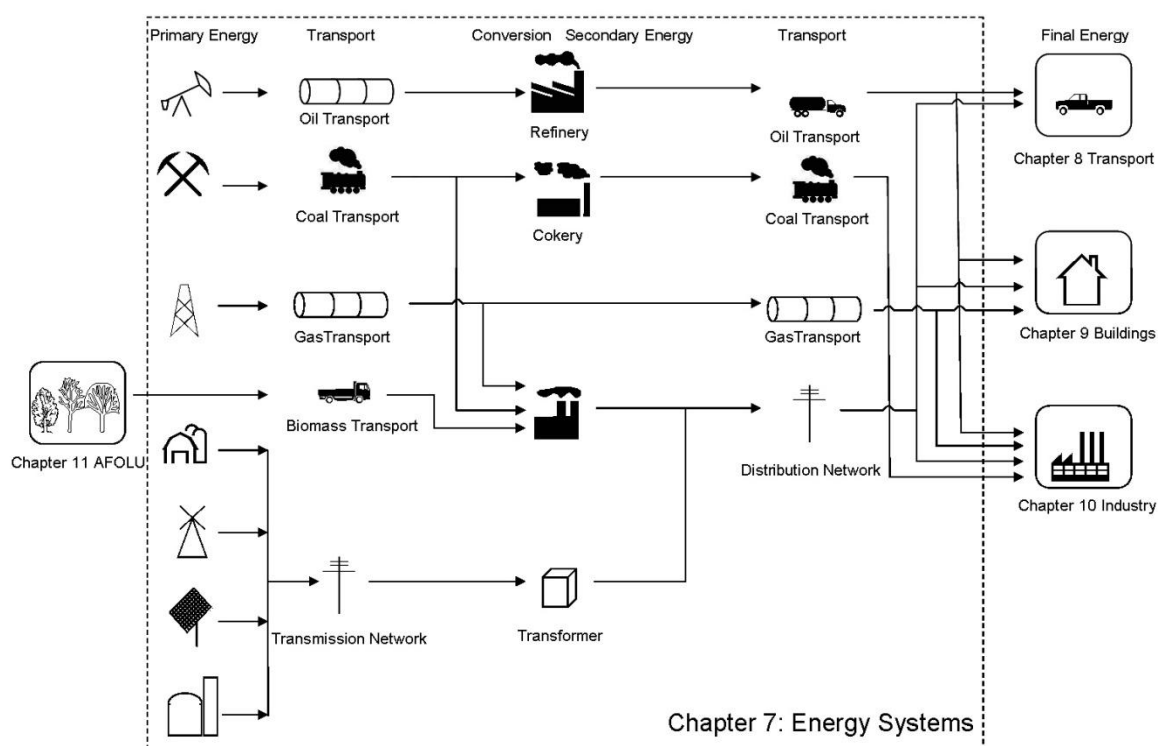 Primary Energy
Transport
Conversion
Secondary Energy
Transport
Final Energy
Oil Transport
Refinery
Oil Transport
Chapter 8 Transport
Coal Transport
Cokery
Coal Transport
GasTransport
GasTransport
Chapter 9 Buildings
Biomass Transport
Chapter 11 AFOLU
Distribution Network
Chapter 10 Industry
Transmission Network
Transformer
Chapter 7: Energy Systems